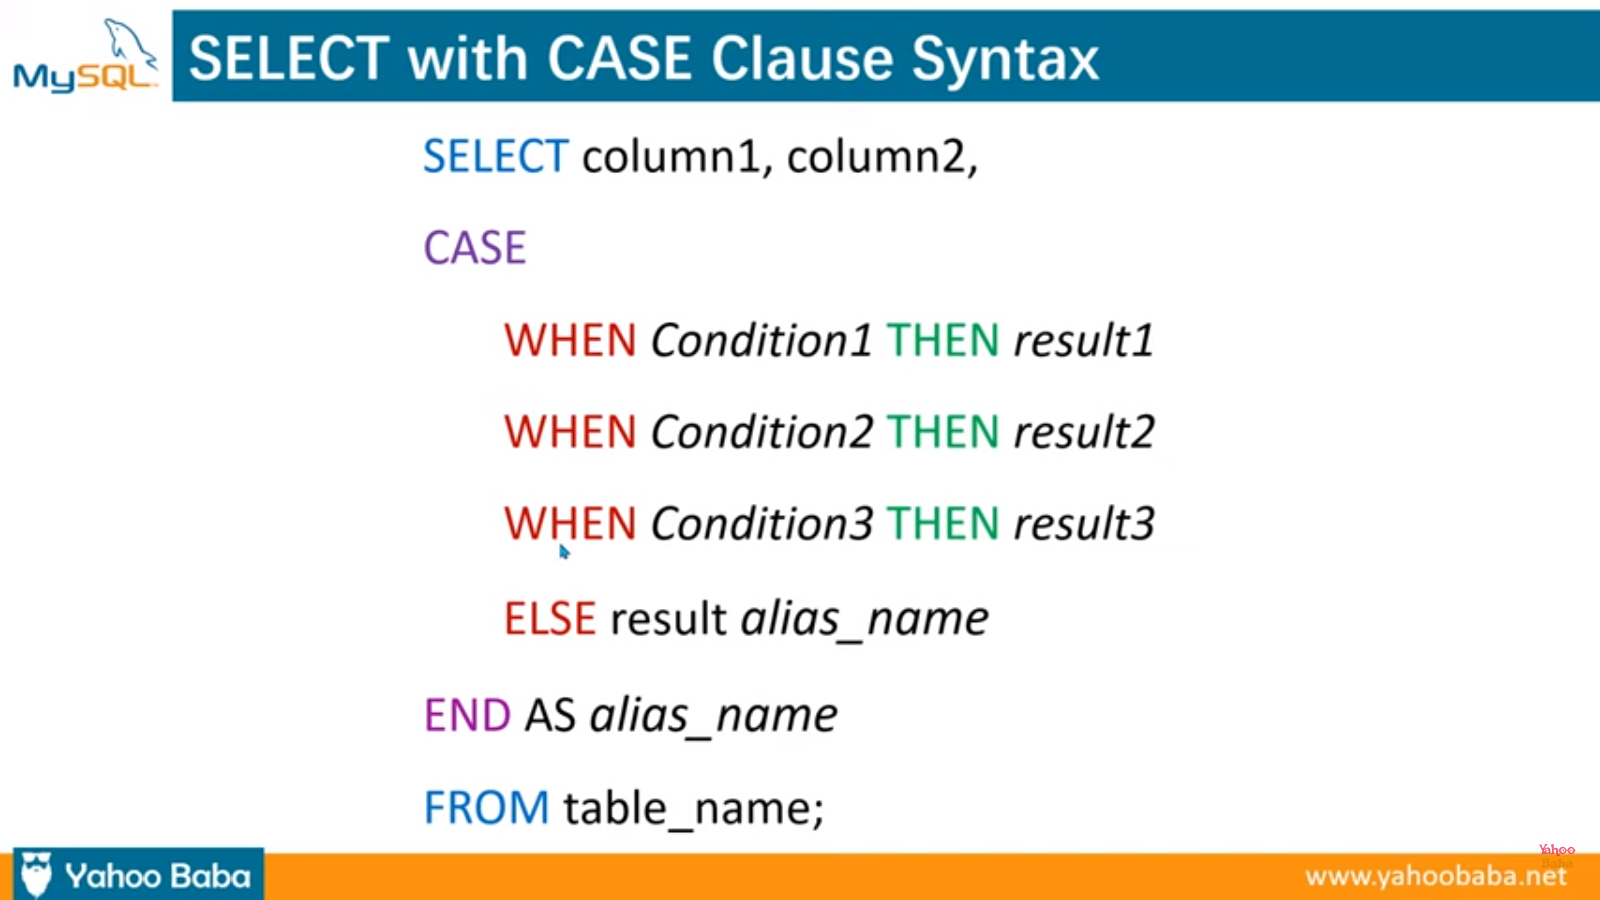 MySQL
SELECT with CASE Clause Syntax
SELECT column1, column2,
CASE
WHEN Condition1 THEN result1
WHEN Condition2 THEN result2
WHEN Condition3 THEN result3
ELSE result alias_name
END AS alias_name
FROM table_name;
Yahoo
Baba
Yahoo Baba
www.yahoobaba.net